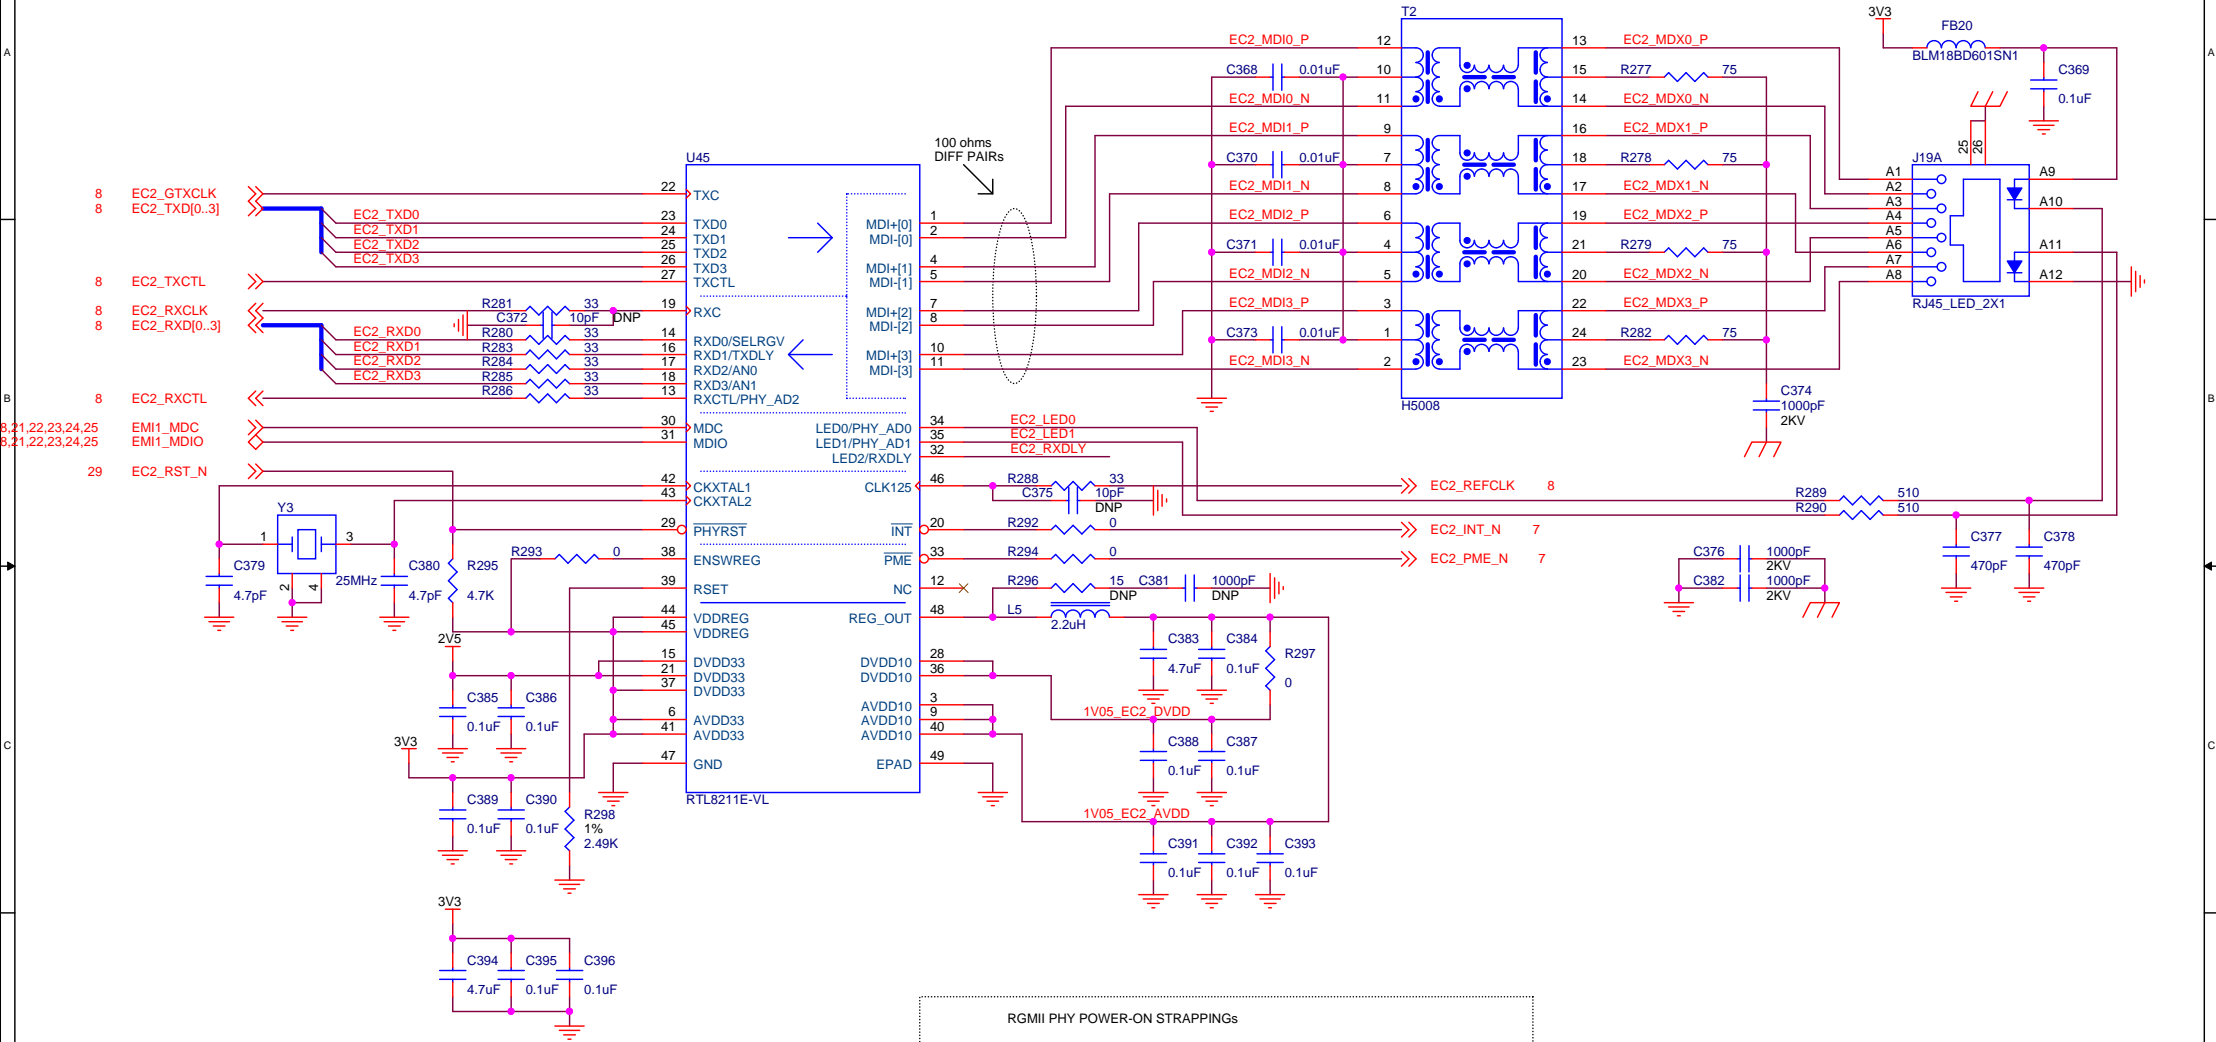 A
A
B
B
C
C
8 EC2_GTXCLK
8 EC2_TXD[0..3]
EC2_TXD0
EC2_TXD1
EC2_TXD2
EC2_TXD3
8 EC2_TXCTL
8 EC2_RXCLK
8 EC2_RXD[0..3]
EC2_RXD0
EC2_RXD1
EC2_RXD2
EC2_RXD3
8 EC2_RXCTL
8,21,22,23,24,25 EMI1_MDC
8,21,22,23,24,25 EMI1_MDIO
29 EC2_RST_N
R281 33
C372 10pF DNP
R280 33
R283 33
R284 33
R285 33
R286 33
Y3
1
3
2
4
25MHz
C379
4.7pF
C380
4.7pF
R295
4.7K
R293 0
2V5
C385
0.1uF
C386
0.1uF
3V3
C389
0.1uF
C390
0.1uF
R298
1%
2.49K
3V3
C394
4.7uF
C395
0.1uF
C396
0.1uF
U45
22 TXC
23 TXD0
24 TXD1
25 TXD2
26 TXD3
27 TXCTL
19 RXC
14 RXD0/SELRGV
16 RXD1/TXDLY
17 RXD2/AN0
18 RXD3/AN1
13 RXCTL/PHY_AD2
30 MDC
31 MDIO
42 CKXTAL1
43 CKXTAL2
29 PHYRST
38 ENSWREG
39 RSET
44 VDDREG
45 VDDREG
15 DVDD33
21 DVDD33
37 DVDD33
6 AVDD33
41 AVDD33
47 GND
RTL8211E-VL
MDI+[0] 1
MDI-[0] 2
MDI+[1] 4
MDI-[1] 5
MDI+[2] 7
MDI-[2] 8
MDI+[3] 10
MDI-[3] 11
LED0/PHY_AD0 34
LED1/PHY_AD1 35
LED2/RXDLY 32
CLK125 46
INT 20
PME 33
NC 12
REG_OUT 48
DVDD10 28
DVDD10 36
AVDD10 3
AVDD10 9
AVDD10 40
EPAD 49
100 ohms
DIFF PAIRs
EC2_LED0
EC2_LED1
EC2_RXDLY
R288 33
C375 10pF
DNP
R292 0
R294 0
R296 15
DNP
C381 1000pF
DNP
L5
2.2uH
C383
4.7uF
C384
0.1uF
R297
0
1V05_EC2_DVDD
C388
0.1uF
C387
0.1uF
1V05_EC2_AVDD
C391
0.1uF
C392
0.1uF
C393
0.1uF
EC2_REFCLK 8
EC2_INT_N 7
EC2_PME_N 7
EC2_MDI0_P 12
C368 0.01uF 10
EC2_MDI0_N 11
EC2_MDI1_P 9
C370 0.01uF 7
EC2_MDI1_N 8
EC2_MDI2_P 6
C371 0.01uF 4
EC2_MDI2_N 5
EC2_MDI3_P 3
C373 0.01uF 1
EC2_MDI3_N 2
T2
H5008
13 EC2_MDX0_P
15 R277 75
14 EC2_MDX0_N
16 EC2_MDX1_P
18 R278 75
17 EC2_MDX1_N
19 EC2_MDX2_P
21 R279 75
20 EC2_MDX2_N
22 EC2_MDX3_P
24 R282 75
23 EC2_MDX3_N
C374
1000pF
2KV
3V3
FB20
BLM18BD601SN1
C369
0.1uF
25
26
J19A
A1
A2
A3
A4
A5
A6
A7
A8
A9
A10
A11
A12
RJ45_LED_2X1
R289 510
R290 510
C376 1000pF
2KV
C382 1000pF
2KV
C377
470pF
C378
470pF
RGMII PHY POWER-ON STRAPPINGs